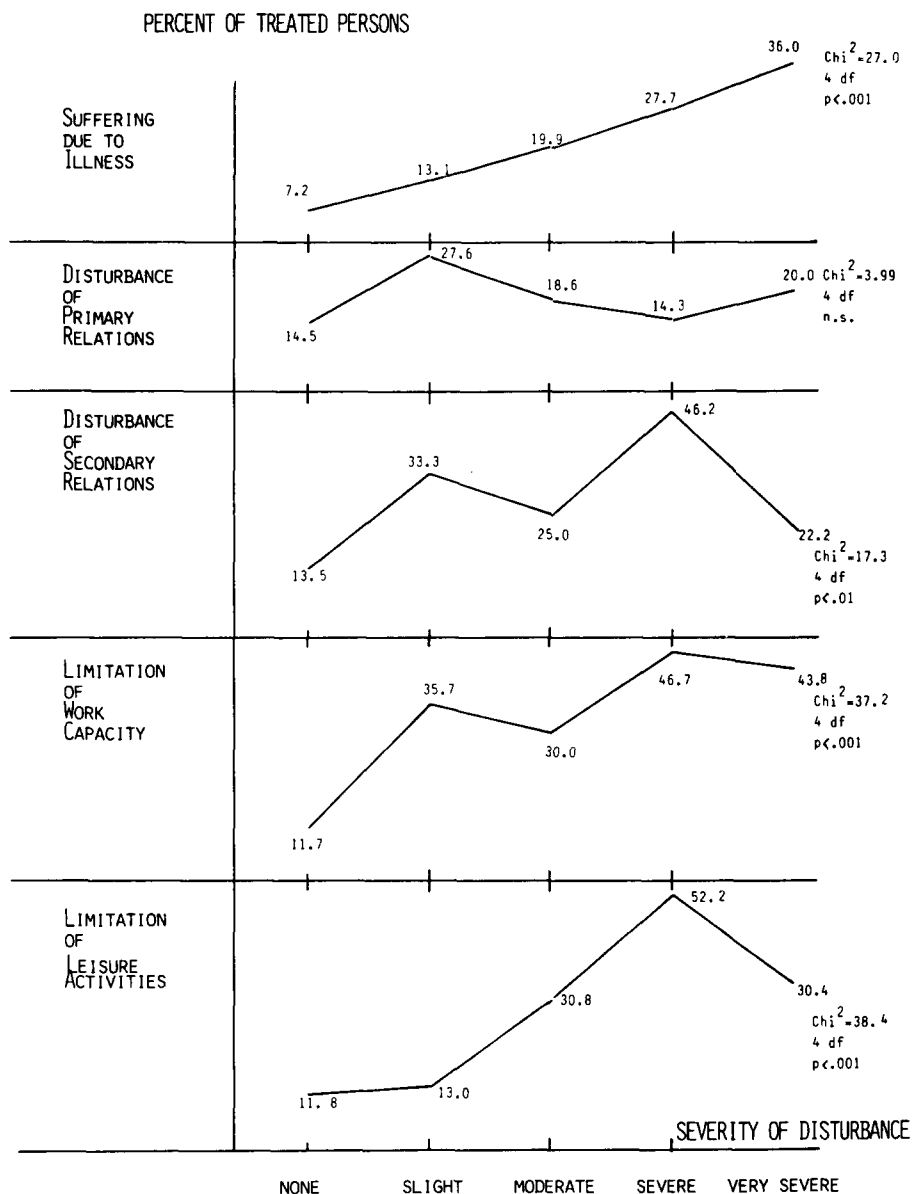 PERCENT OF TREATED PERSONS
SUFFERING
DUE TO
ILLNESS
7.2
13.1
19.9
27.7
36.0
Chi²=27.0
4 df
p<.001
DISTURBANCE
OF
PRIMARY
RELATIONS
14.5
27.6
18.6
14.3
20.0
Chi²=3.99
4 df
n.s.
DISTURBANCE
OF
SECONDARY
RELATIONS
13.5
33.3
25.0
46.2
22.2
Chi²=17.3
4 df
p<.01
LIMITATION
OF
WORK
CAPACITY
11.7
35.7
30.0
46.7
43.8
Chi²=37.2
4 df
p<.001
LIMITATION
OF
LEISURE
ACTIVITIES
11.8
13.0
30.8
52.2
30.4
Chi²=38.4
4 df
p<.001
SEVERITY OF DISTURBANCE
NONE SLIGHT MODERATE SEVERE VERY SEVERE